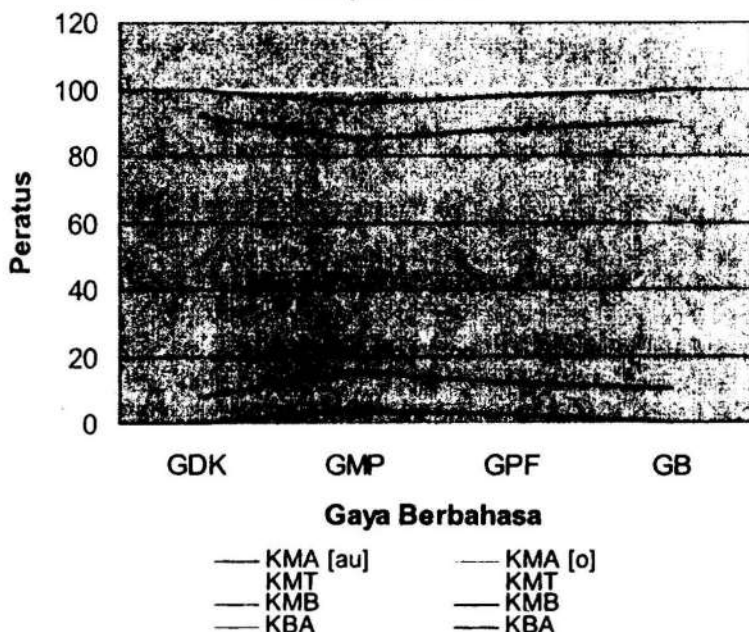 120
100
80
60
40
20
0
Peratus
GDK GMP GPF GB
Gaya Berbahasa
KMA [au] KMA [o]
KMT KMT
KMB KMB
KBA KBA